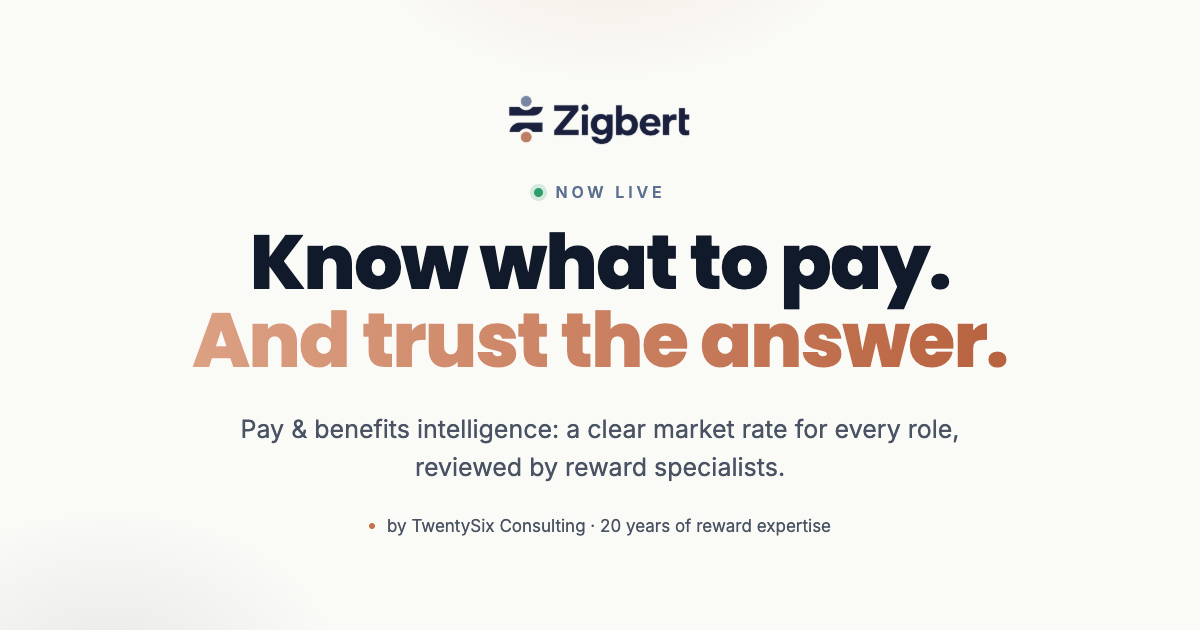 Zigbert
NOW LIVE
Know what to pay.
And trust the answer.
Pay & benefits intelligence: a clear market rate for every role,
reviewed by reward specialists.
• by TwentySix Consulting · 20 years of reward expertise